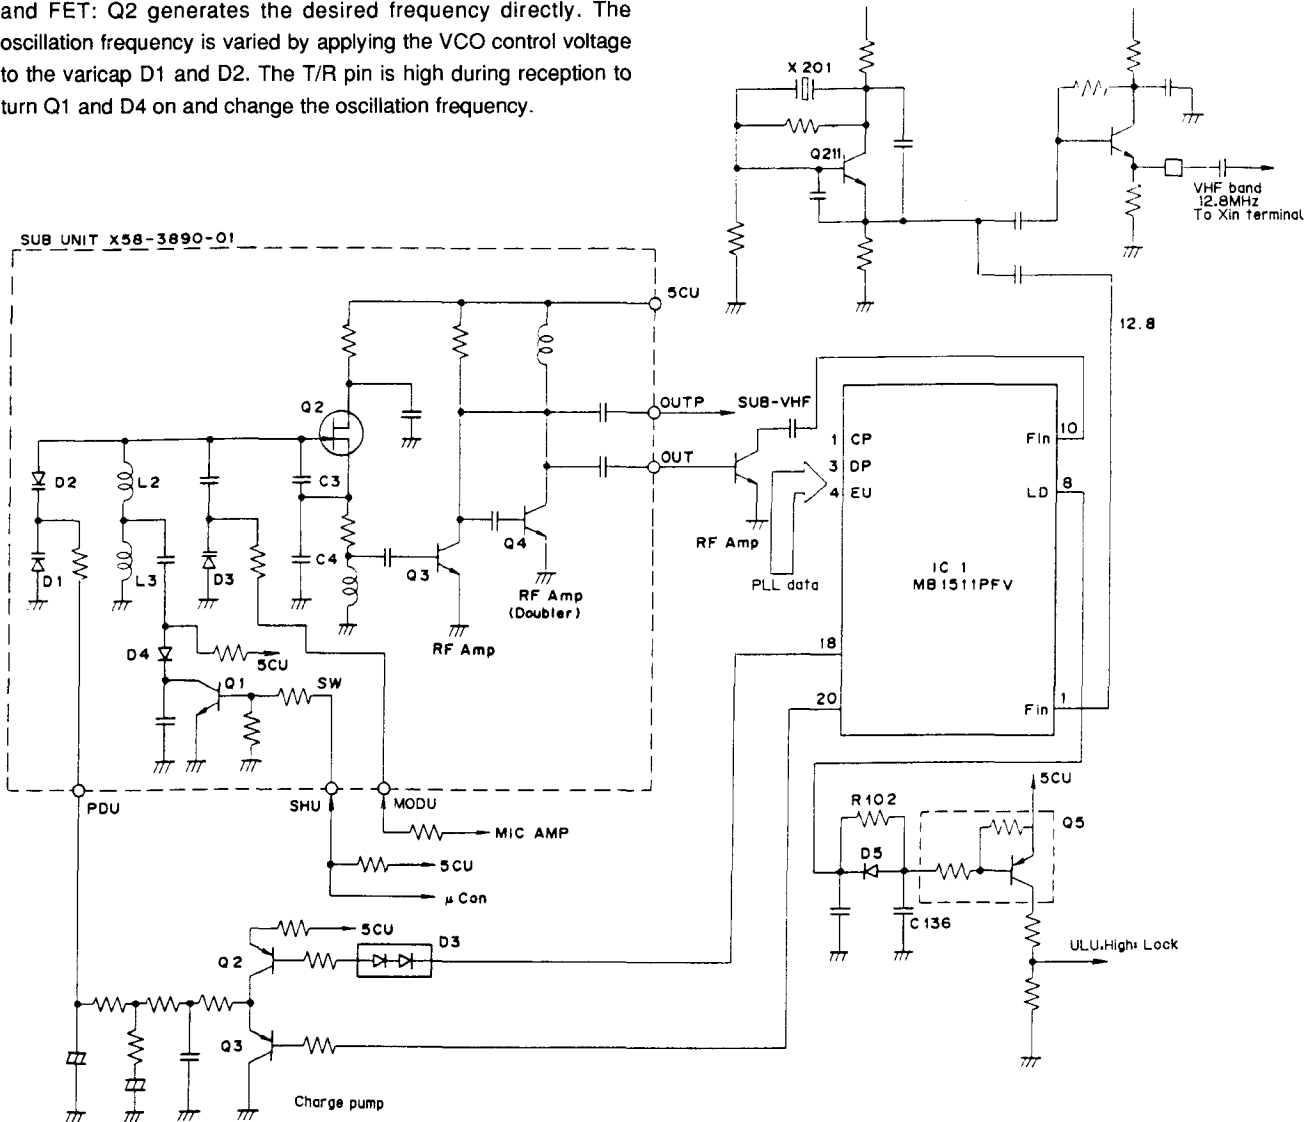 and FET: Q2 generates the desired frequency directly. The
oscillation frequency is varied by applying the VCO control voltage
to the varicap D1 and D2. The T/R pin is high during reception to
turn Q1 and D4 on and change the oscillation frequency.
X201
Q211
VHF band
12.8MHz
To Xin terminal
SUB UNIT X58-3890-01
5CU
12.8
Q2
OUTP
SUB-VHF
OUT
1 CP
3 DP
4 EU
Fin 10
LD 8
D2
L2
C3
D1
L3
D3
C4
Q3
Q4
RF Amp
PLL data
IC 1
MB1511PFV
RF Amp
(Doubler)
RF Amp
D4
5CU
Q1
SW
18
20
Fin 1
PDU
SHU
MODU
MIC AMP
5CU
μCon
5CU
R102
Q5
D5
C136
ULU.High: Lock
5CU
D3
Q2
Q3
Charge pump